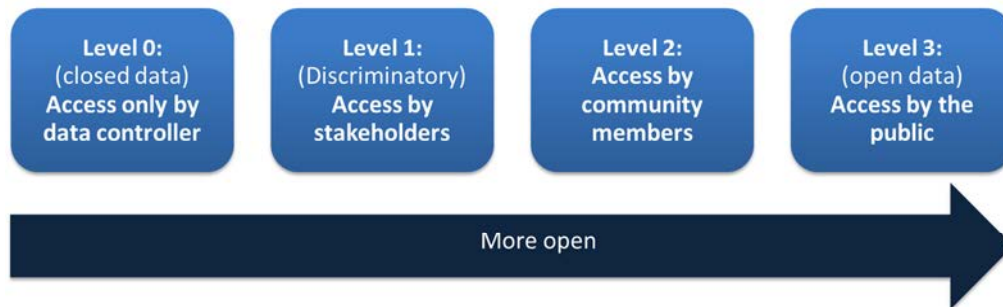 Level 0:
(closed data)
Access only by
data controller
Level 1:
(Discriminatory)
Access by
stakeholders
Level 2:
Access by
community
members
Level 3:
(open data)
Access by the
public
More open